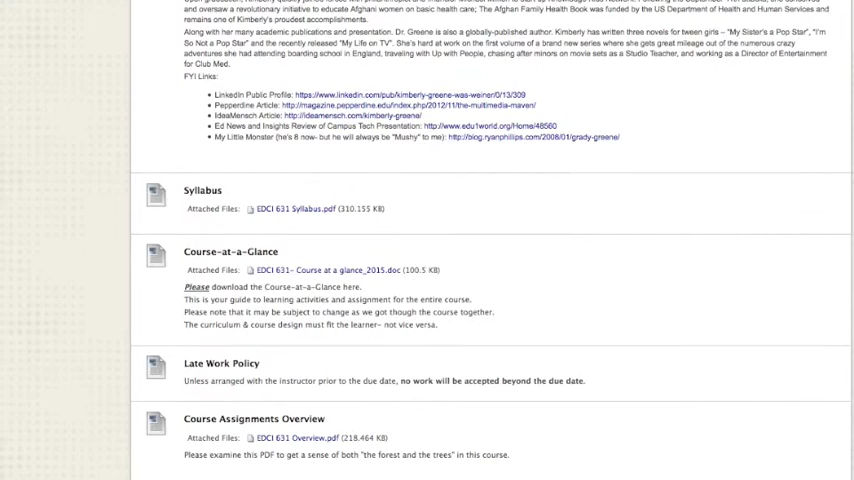 and oversaw a revolutionary initiative to educate Afghani women on basic health care; The Afghan Family Health Book was funded by the US Department of Health and Human Services and
remains one of Kimberly's proudest accomplishments.
Along with her many academic publications and presentation. Dr. Greene is also a globally-published author. Kimberly has written three novels for tween girls – "My Sister's a Pop Star", "I'm
So Not a Pop Star" and the recently released "My Life on TV". She's hard at work on the first volume of a brand new series where she gets great mileage out of the numerous crazy
adventures she had attending boarding school in England, traveling with Up with People, chasing after minors on movie sets as a Studio Teacher, and working as a Director of Entertainment
for Club Med.
FYI Links:
• LinkedIn Public Profile: https://www.linkedin.com/pub/kimberly-greene-was-weiner/0/13/309
• Pepperdine Article: http://magazine.pepperdine.edu/index.php/2012/11/the-multimedia-maven/
• IdeaMensch Article: http://ideamensch.com/kimberly-greene/
• Ed News and Insights Review of Campus Tech Presentation: http://www.edu1world.org/Home/48560
• My Little Monster (he's 8 now- but he will always be "Mushy" to me): http://blog.ryanphillips.com/2008/01/grady-greene/
Syllabus
Attached Files: EDCI 631 Syllabus.pdf (310.155 KB)
Course-at-a-Glance
Attached Files: EDCI 631- Course at a glance_2015.doc (100.5 KB)
Please download the Course-at-a-Glance here.
This is your guide to learning activities and assignment for the entire course.
Please note that it may be subject to change as we got though the course together.
The curriculum & course design must fit the learner- not vice versa.
Late Work Policy
Unless arranged with the instructor prior to the due date, no work will be accepted beyond the due date.
Course Assignments Overview
Attached Files: EDCI 631 Overview.pdf (218.464 KB)
Please examine this PDF to get a sense of both "the forest and the trees" in this course.